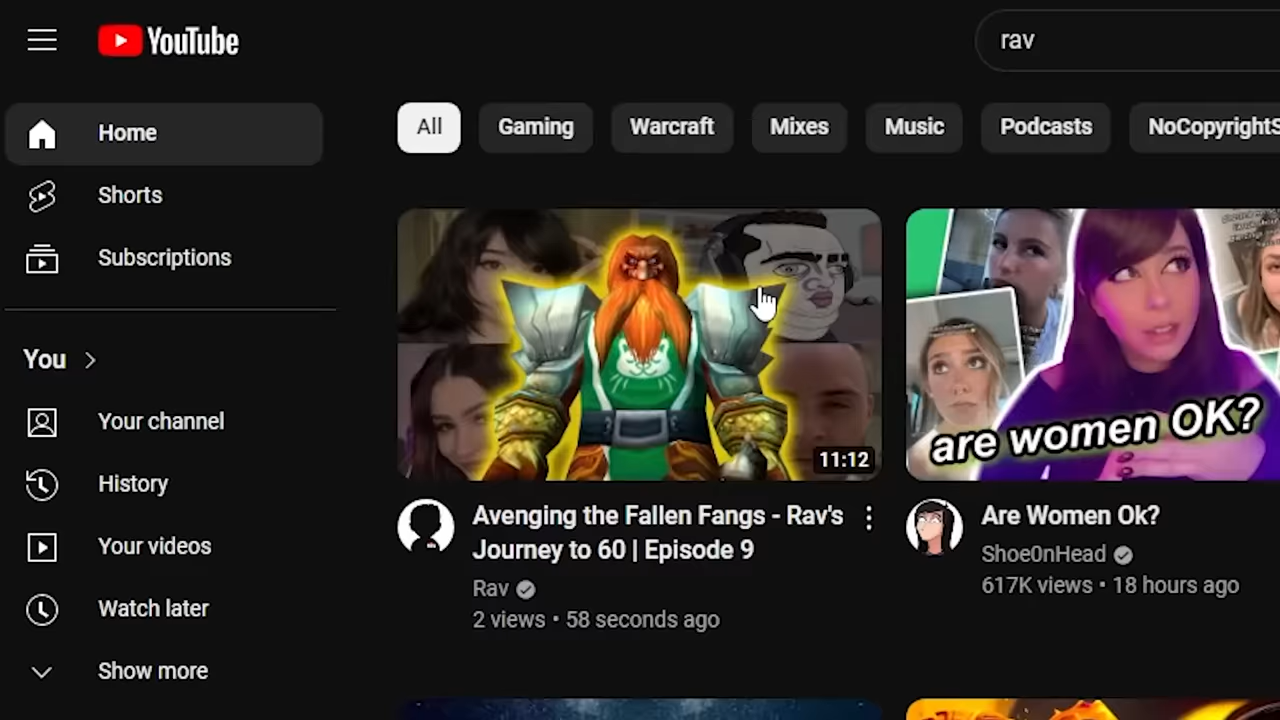 YouTube
rav
Home
Shorts
Subscriptions
You
Your channel
History
Your videos
Watch later
Show more
All
Gaming
Warcraft
Mixes
Music
Podcasts
NoCopyrightS
11:12
Avenging the Fallen Fangs - Rav's
Journey to 60 | Episode 9
Rav
2 views • 58 seconds ago
are women OK?
Are Women Ok?
Shoe0nHead
617K views • 18 hours ago